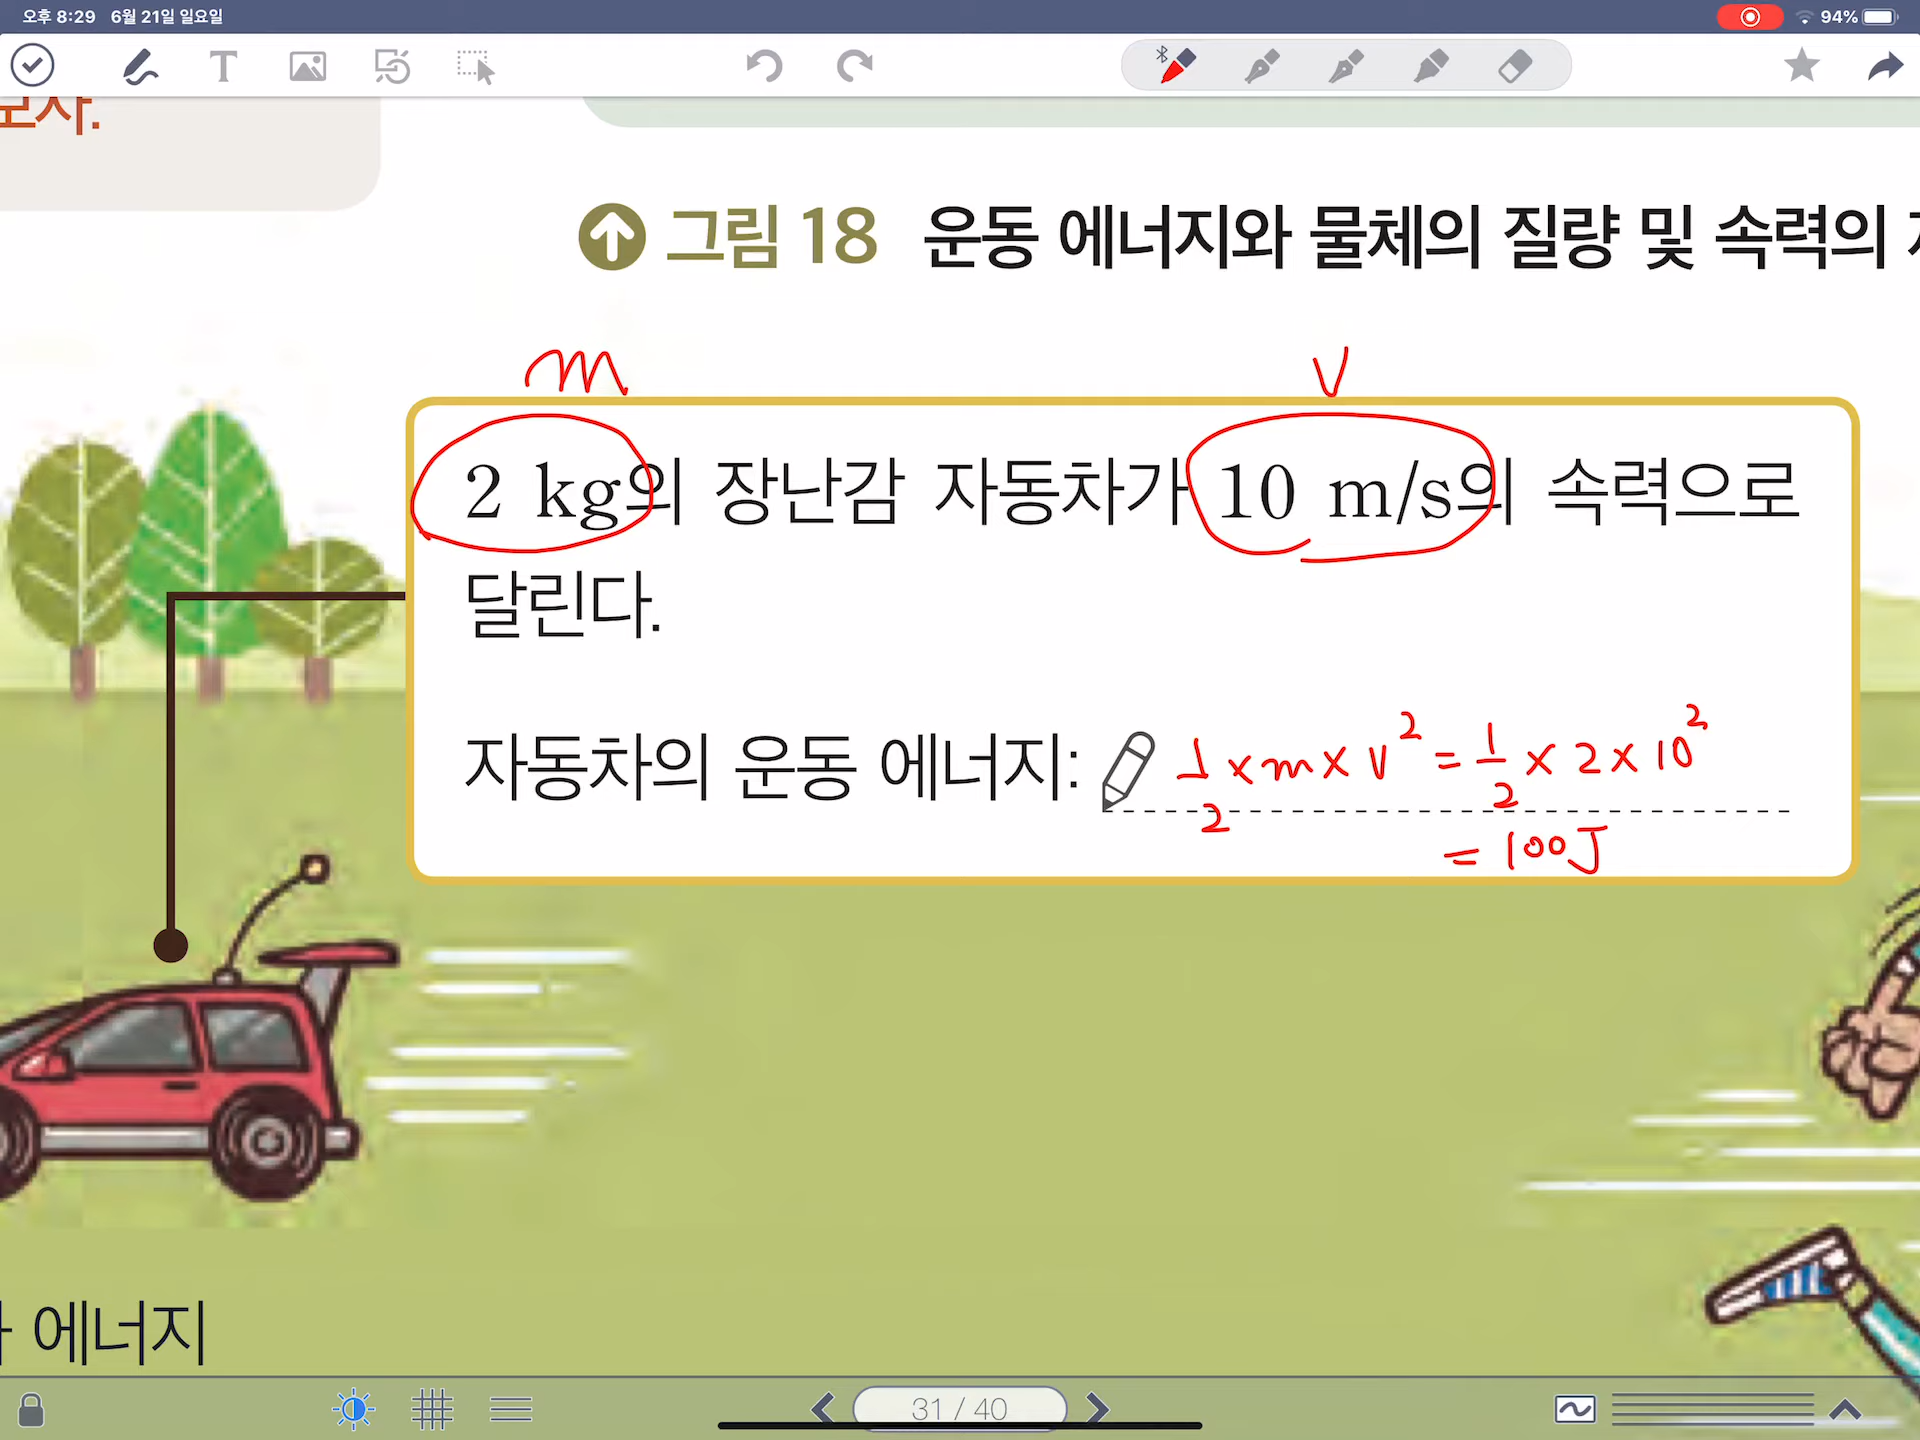 오후 8:29 6월 21일 일요일
94%
보자.
그림 18 운동 에너지와 물체의 질량 및 속력의
m
v
2 kg의 장난감 자동차가 10 m/s의 속력으로
달린다.
자동차의 운동 에너지: 1/2 × m × v² = 1/2 × 2 × 10²
= 100J
에너지
31 / 40